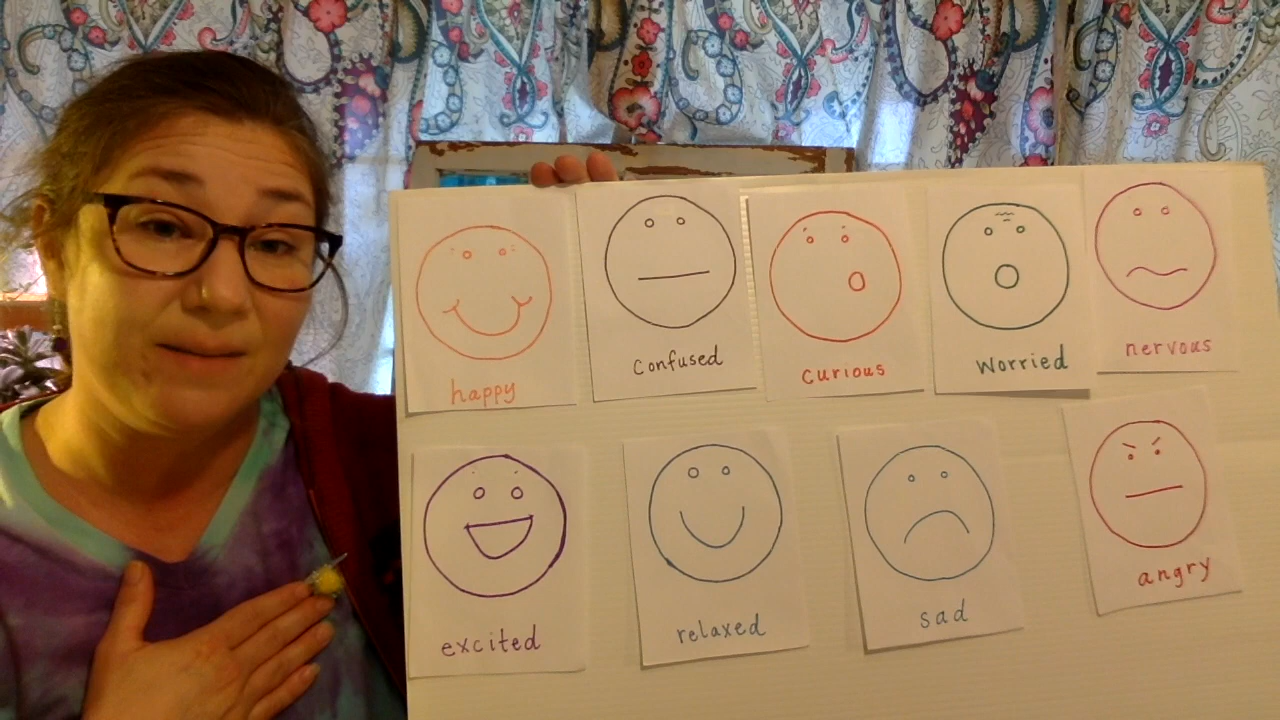 happy
Confused
curious
Worried
nervous
excited
relaxed
sad
angry